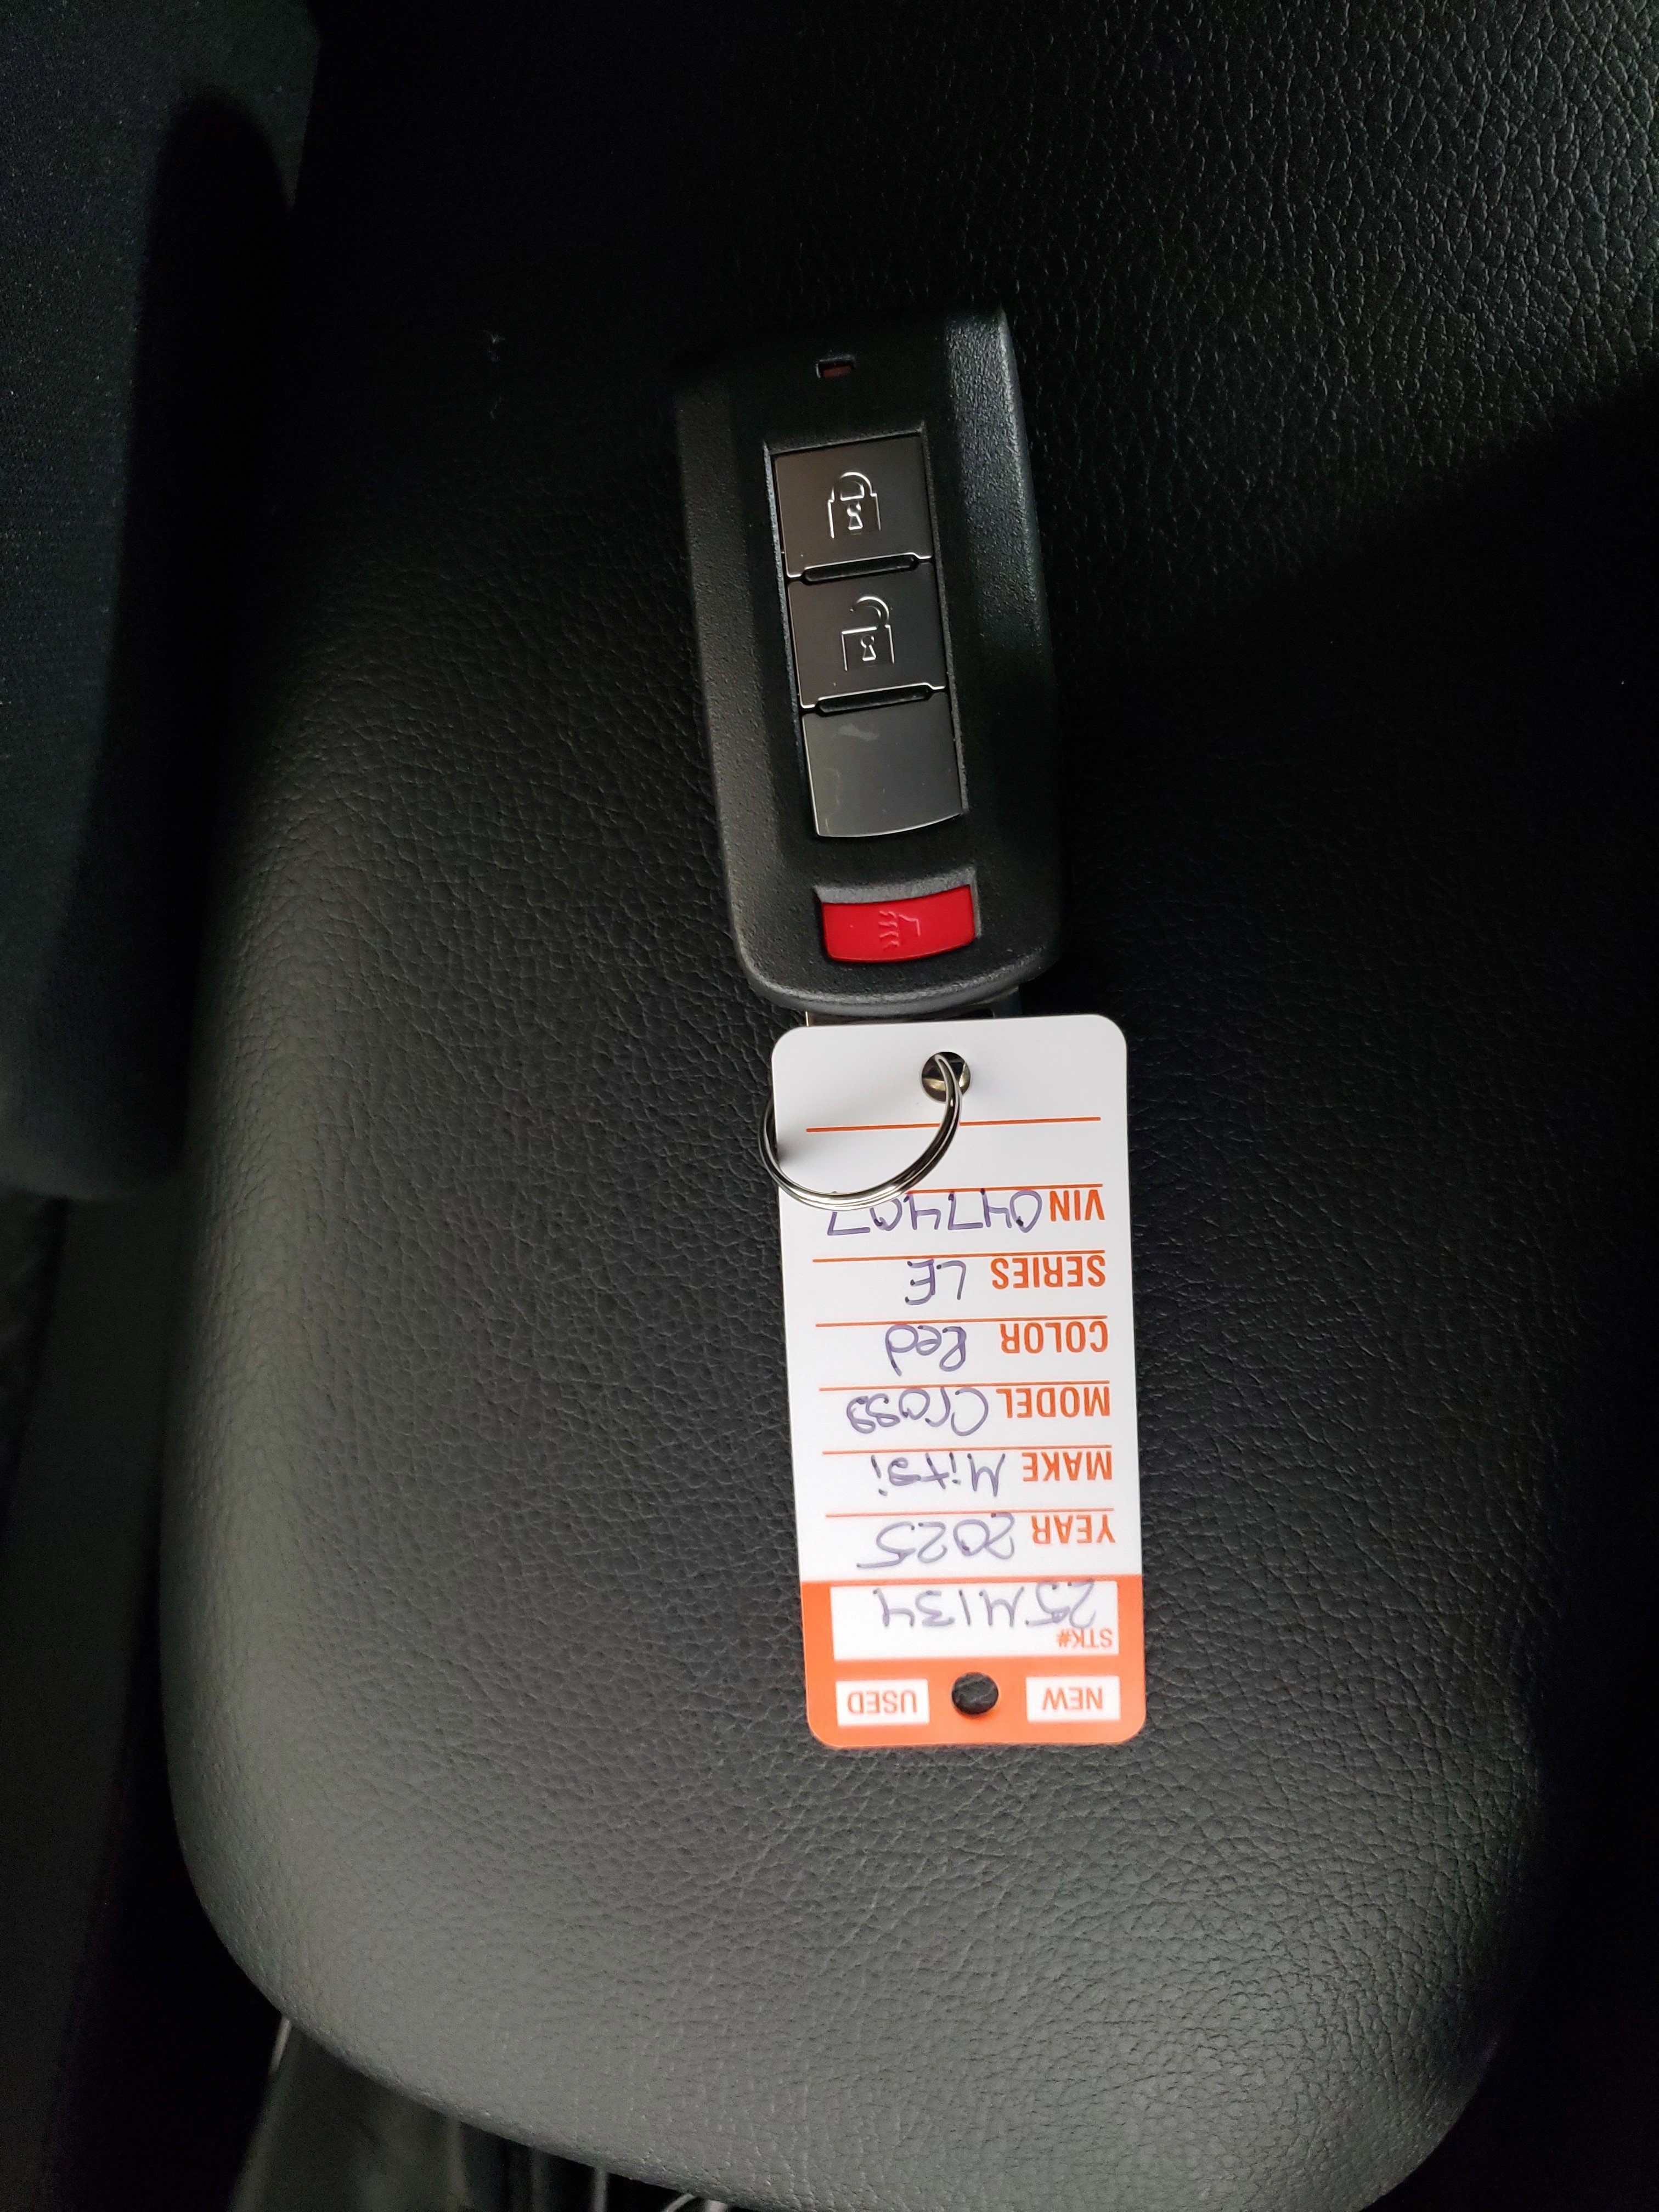 NEW USED
STK#
25M134
YEAR 2025
MAKE Mitsi
MODEL Cross
COLOR Red
SERIES LE
VIN 047407